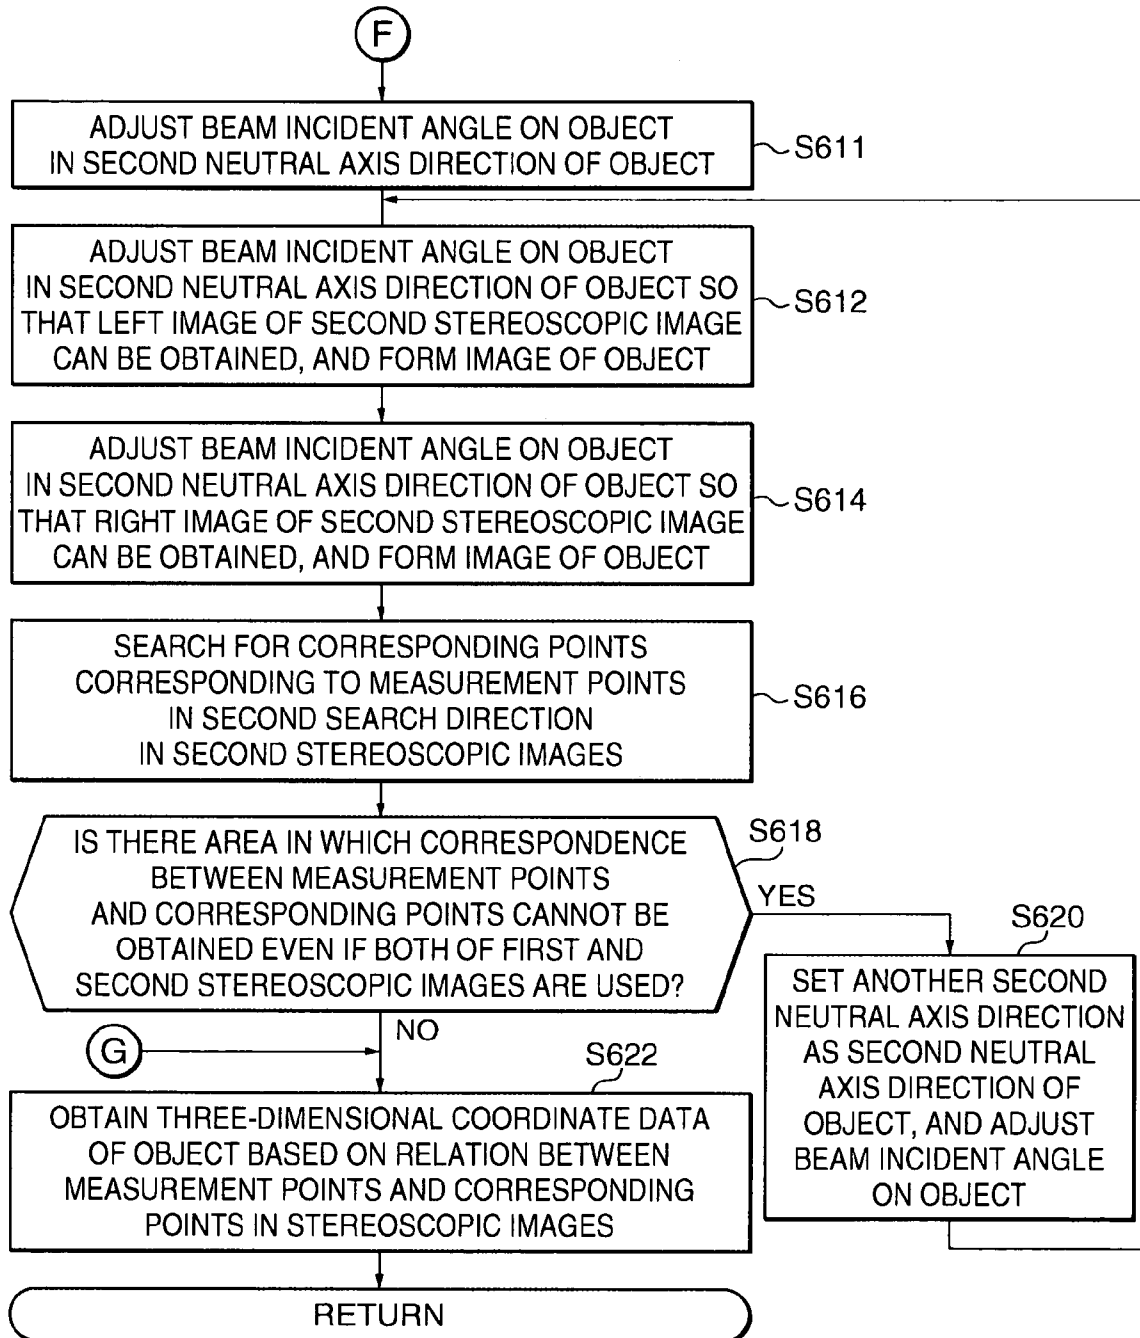 F
ADJUST BEAM INCIDENT ANGLE ON OBJECT
IN SECOND NEUTRAL AXIS DIRECTION OF OBJECT
S611
ADJUST BEAM INCIDENT ANGLE ON OBJECT
IN SECOND NEUTRAL AXIS DIRECTION OF OBJECT SO
THAT LEFT IMAGE OF SECOND STEREOSCOPIC IMAGE
CAN BE OBTAINED, AND FORM IMAGE OF OBJECT
S612
ADJUST BEAM INCIDENT ANGLE ON OBJECT
IN SECOND NEUTRAL AXIS DIRECTION OF OBJECT SO
THAT RIGHT IMAGE OF SECOND STEREOSCOPIC IMAGE
CAN BE OBTAINED, AND FORM IMAGE OF OBJECT
S614
SEARCH FOR CORRESPONDING POINTS
CORRESPONDING TO MEASUREMENT POINTS
IN SECOND SEARCH DIRECTION
IN SECOND STEREOSCOPIC IMAGES
S616
IS THERE AREA IN WHICH CORRESPONDENCE
BETWEEN MEASUREMENT POINTS
AND CORRESPONDING POINTS CANNOT BE
OBTAINED EVEN IF BOTH OF FIRST AND
SECOND STEREOSCOPIC IMAGES ARE USED?
S618
YES
S620
SET ANOTHER SECOND
NEUTRAL AXIS DIRECTION
AS SECOND NEUTRAL
AXIS DIRECTION OF
OBJECT, AND ADJUST
BEAM INCIDENT ANGLE
ON OBJECT
NO
G
S622
OBTAIN THREE-DIMENSIONAL COORDINATE DATA
OF OBJECT BASED ON RELATION BETWEEN
MEASUREMENT POINTS AND CORRESPONDING
POINTS IN STEREOSCOPIC IMAGES
RETURN